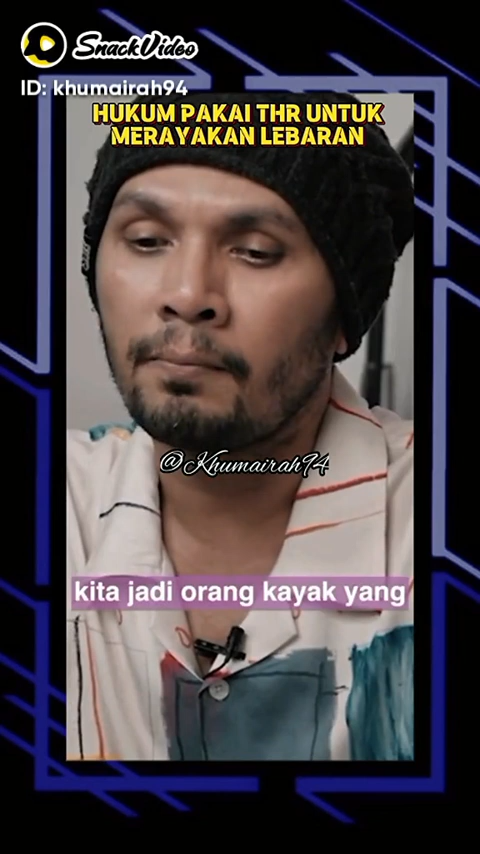 SnackVideo
ID: khumairah94
HUKUM PAKAI THR UNTUK
MERAYAKAN LEBARAN
@Khumairah94
kita jadi orang kayak yang